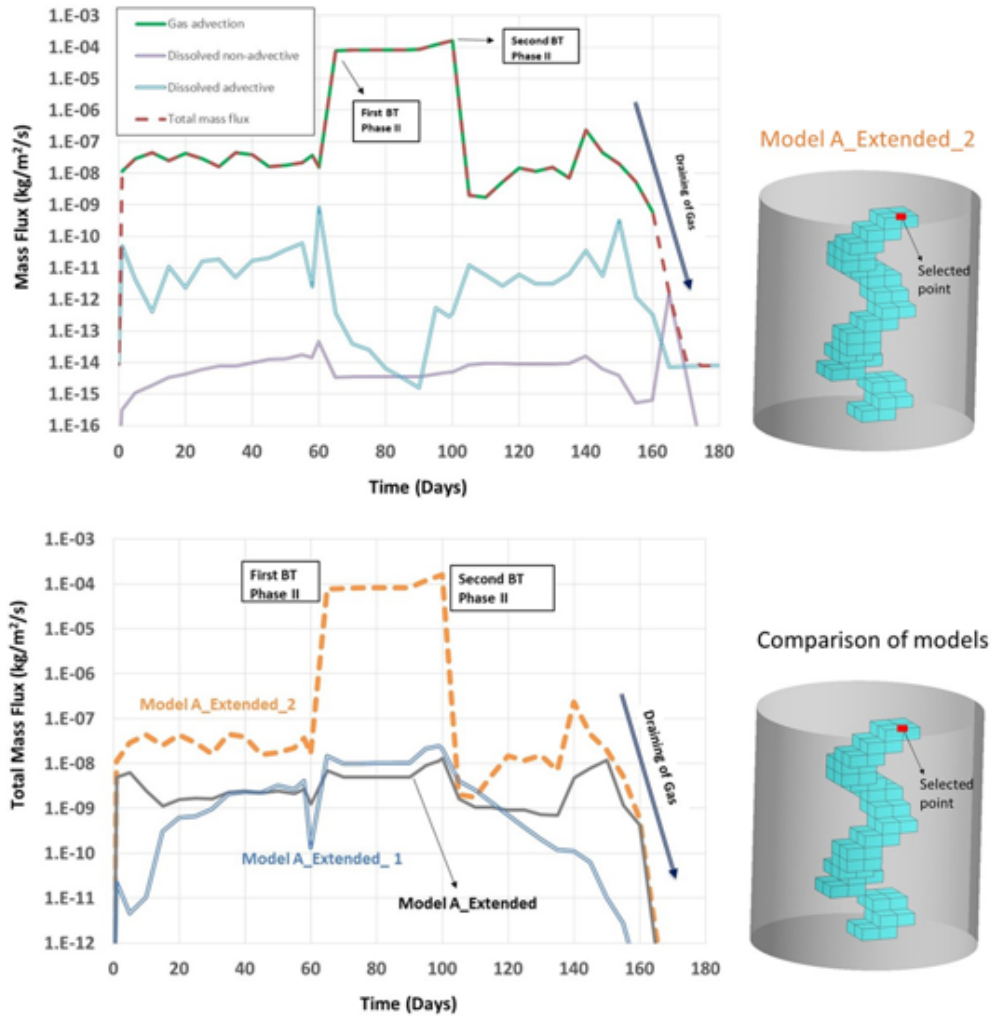 1.E-03
1.E-04
1.E-05
1.E-06
1.E-07
1.E-08
1.E-09
1.E-10
1.E-11
1.E-12
1.E-13
1.E-14
1.E-15
1.E-16
Mass Flux (kg/m²/s)
Gas advection
Dissolved non-advective
Dissolved advective
Total mass flux
First BT
Phase II
Second BT
Phase II
Draining of Gas
0 20 40 60 80 100 120 140 160 180
Time (Days)
Model A_Extended_2
Selected
point
1.E-03
1.E-04
1.E-05
1.E-06
1.E-07
1.E-08
1.E-09
1.E-10
1.E-11
1.E-12
Total Mass Flux (kg/m²/s)
First BT
Phase II
Second BT
Phase II
Model A_Extended_2
Model A_Extended_ 1
Model A_Extended
Draining of Gas
0 20 40 60 80 100 120 140 160 180
Time (Days)
Comparison of models
Selected
point